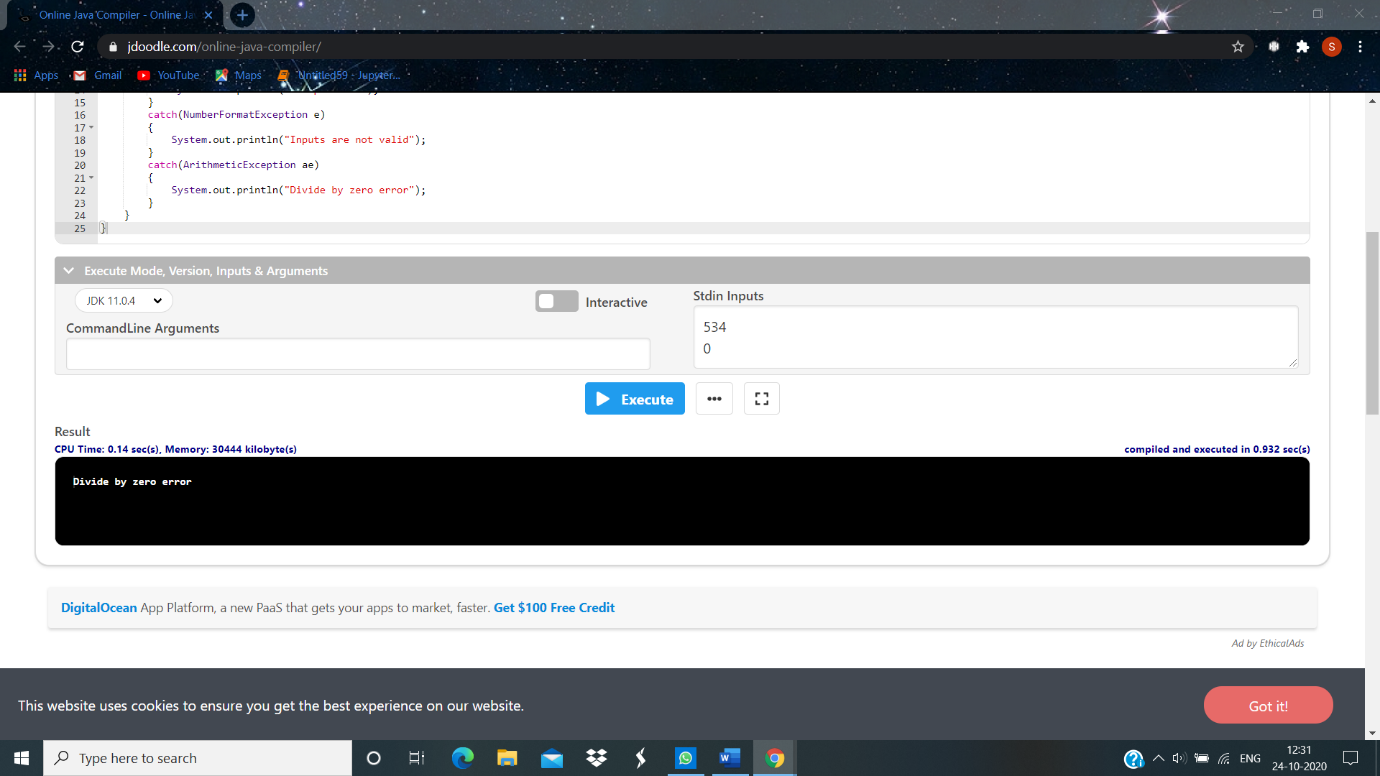 Online Java Compiler - Online Ja
jdoodle.com/online-java-compiler/
S
Apps Gmail YouTube Maps Untitled59 - Jupyter...
15 }
16 catch(NumberFormatException e)
17 {
18 System.out.println("Inputs are not valid");
19 }
20 catch(ArithmeticException ae)
21 {
22 System.out.println("Divide by zero error");
23 }
24 }
25 }
Execute Mode, Version, Inputs & Arguments
JDK 11.0.4
Interactive
Stdin Inputs
CommandLine Arguments
534
0
Execute
Result
CPU Time: 0.14 sec(s), Memory: 30444 kilobyte(s)
compiled and executed in 0.932 sec(s)
Divide by zero error
DigitalOcean App Platform, a new PaaS that gets your apps to market, faster. Get $100 Free Credit
Ad by EthicalAds
This website uses cookies to ensure you get the best experience on our website.
Got it!
Type here to search
ENG
12:31
24-10-2020